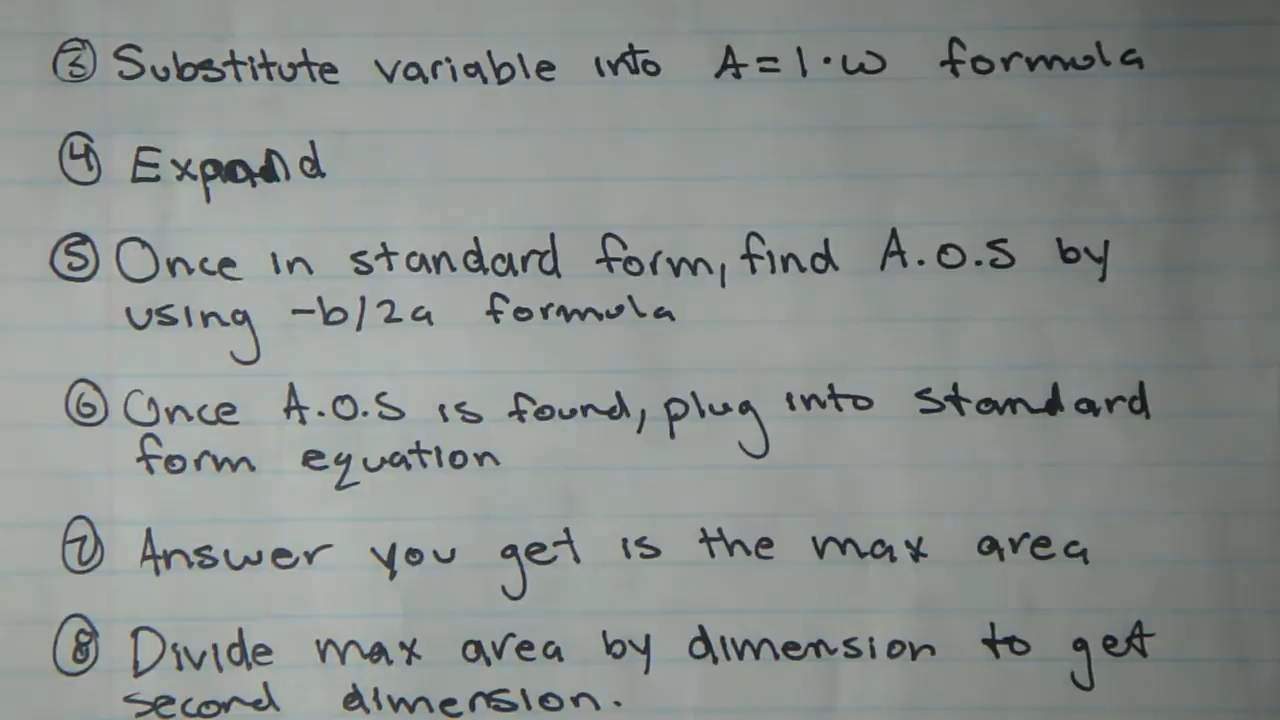 ③ Substitute variable into A = l · w formula
④ Expand
⑤ Once in standard form, find A.O.S by
using -b/2a formula
⑥ Once A.O.S is found, plug into standard
form equation
⑦ Answer you get is the max area
⑧ Divide max area by dimension to get
second dimension.